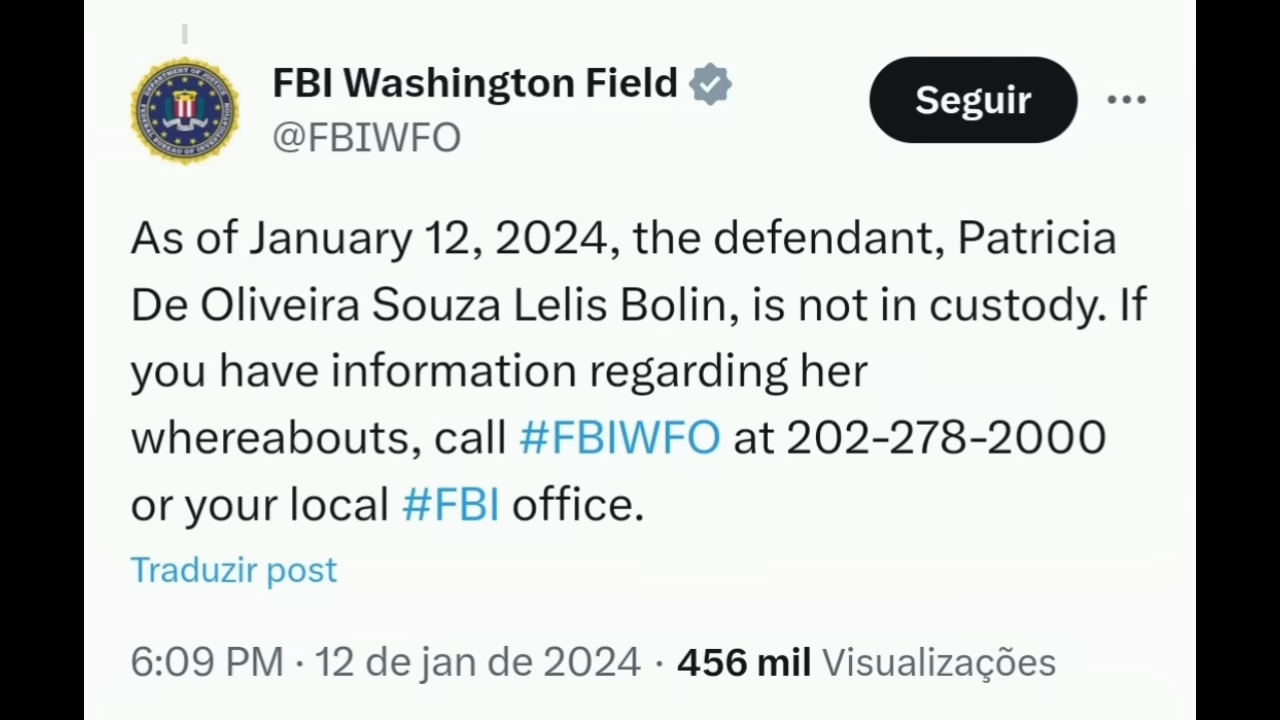 FBI Washington Field
@FBIWFO
Seguir
As of January 12, 2024, the defendant, Patricia
De Oliveira Souza Lelis Bolin, is not in custody. If
you have information regarding her
whereabouts, call #FBIWFO at 202-278-2000
or your local #FBI office.
Traduzir post
6:09 PM · 12 de jan de 2024 · 456 mil Visualizações